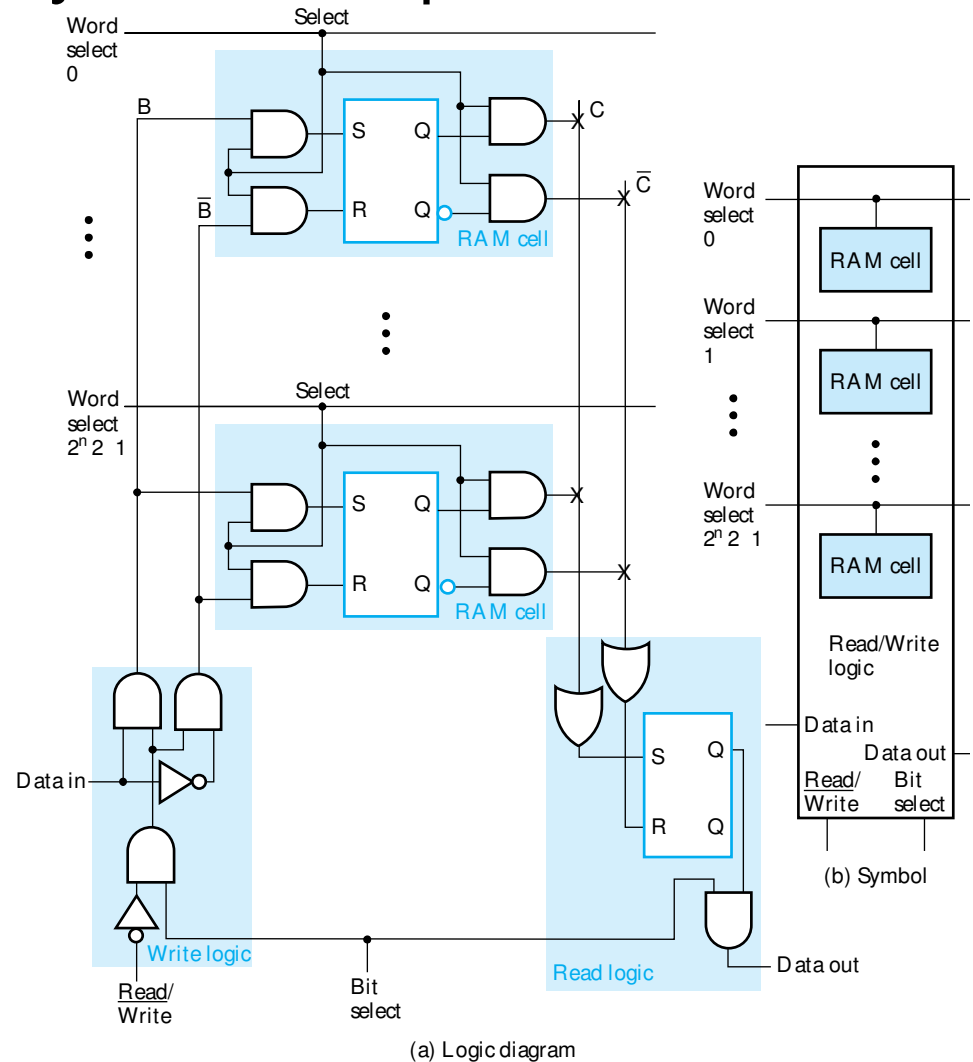 Select
Word
select
0
B
C
S
Q
B̅
C̅
R
Q
RAM cell
Word
select
0
RAM cell
Word
select
1
RAM cell
Select
Word
select
2ⁿ 2 1
S
Q
R
Q
RAM cell
Word
select
2ⁿ 2 1
RAM cell
Read/Write
logic
Data in
Data out
Read/
Write
Bit
select
(b) Symbol
Data in
S
Q
R
Q
Write logic
Read logic
Data out
Read/
Write
Bit
select
(a) Logic diagram